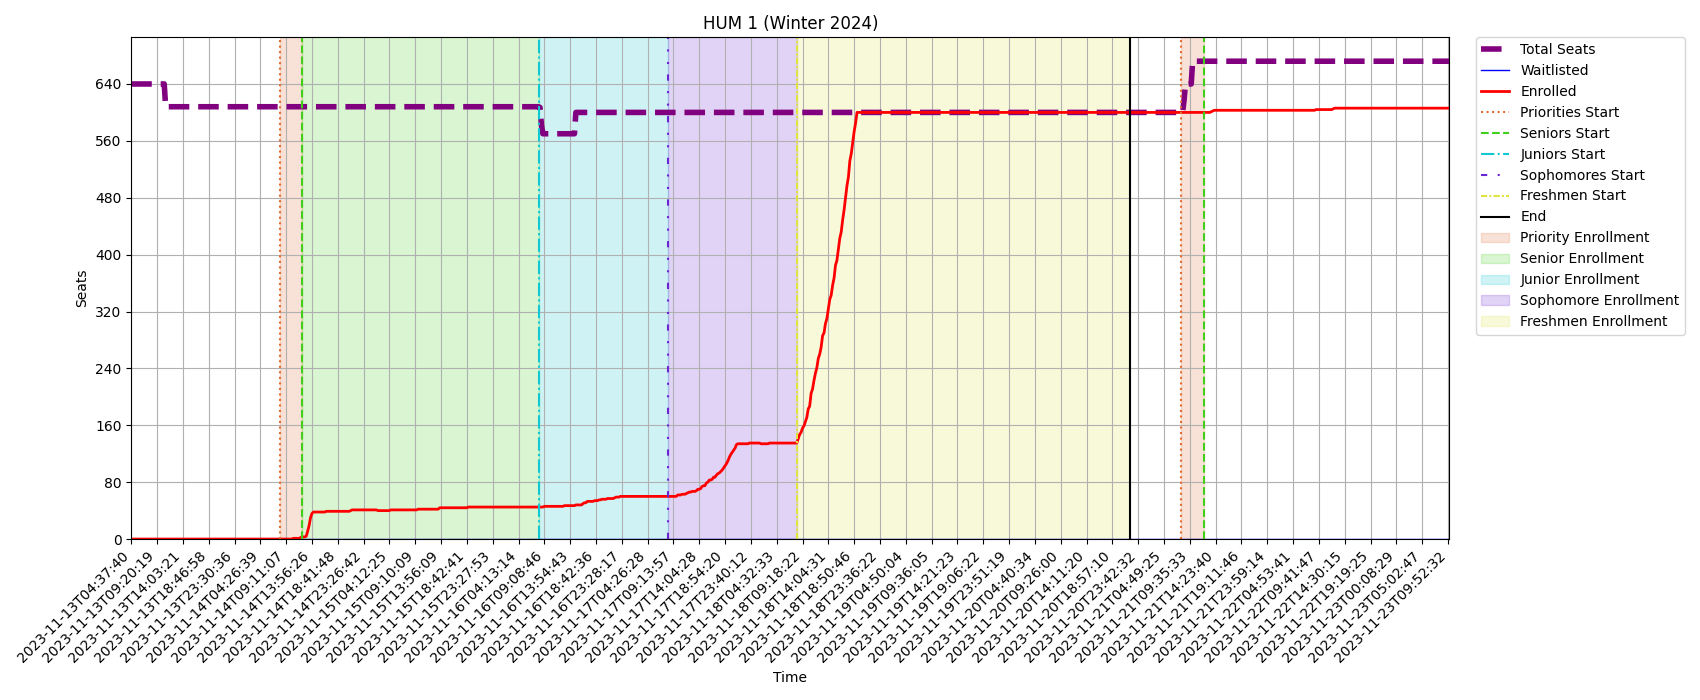 HUM 1 (Winter 2024)
Seats
640
560
480
400
320
240
160
80
0
2023-11-13T04:37:40
2023-11-13T09:20:19
2023-11-13T14:03:21
2023-11-13T18:46:58
2023-11-13T23:30:36
2023-11-14T04:26:39
2023-11-14T09:11:07
2023-11-14T13:56:26
2023-11-14T18:41:48
2023-11-14T23:26:42
2023-11-15T04:12:25
2023-11-15T09:10:09
2023-11-15T13:56:09
2023-11-15T18:42:41
2023-11-15T23:27:53
2023-11-16T04:13:14
2023-11-16T09:08:46
2023-11-16T13:54:43
2023-11-16T18:42:36
2023-11-16T23:28:17
2023-11-17T04:26:28
2023-11-17T09:13:57
2023-11-17T14:04:28
2023-11-17T18:54:20
2023-11-17T23:40:12
2023-11-18T04:32:33
2023-11-18T09:18:22
2023-11-18T14:04:31
2023-11-18T18:50:46
2023-11-18T23:36:22
2023-11-19T04:50:04
2023-11-19T09:36:05
2023-11-19T14:21:23
2023-11-19T19:06:22
2023-11-19T23:51:19
2023-11-20T04:40:34
2023-11-20T09:26:00
2023-11-20T14:11:20
2023-11-20T18:57:10
2023-11-20T23:42:32
2023-11-21T04:49:25
2023-11-21T09:35:33
2023-11-21T14:23:40
2023-11-21T19:11:46
2023-11-21T23:59:14
2023-11-22T04:53:41
2023-11-22T09:41:47
2023-11-22T14:30:15
2023-11-22T19:19:25
2023-11-23T00:08:29
2023-11-23T05:02:47
2023-11-23T09:52:32
Time
Total Seats
Waitlisted
Enrolled
Priorities Start
Seniors Start
Juniors Start
Sophomores Start
Freshmen Start
End
Priority Enrollment
Senior Enrollment
Junior Enrollment
Sophomore Enrollment
Freshmen Enrollment